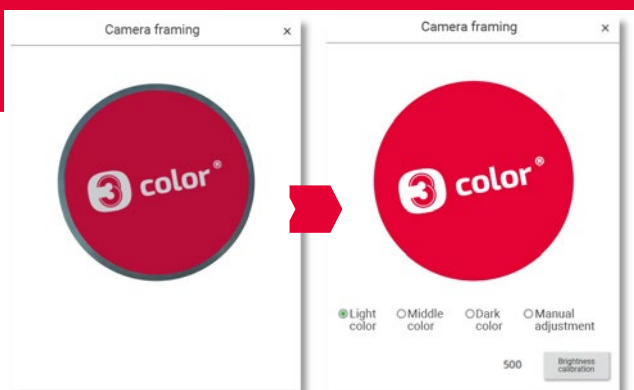 Camera framing ×
3 color®
Camera framing ×
3 color®
Light color
Middle color
Dark color
Manual adjustment
500
Brightness calibration